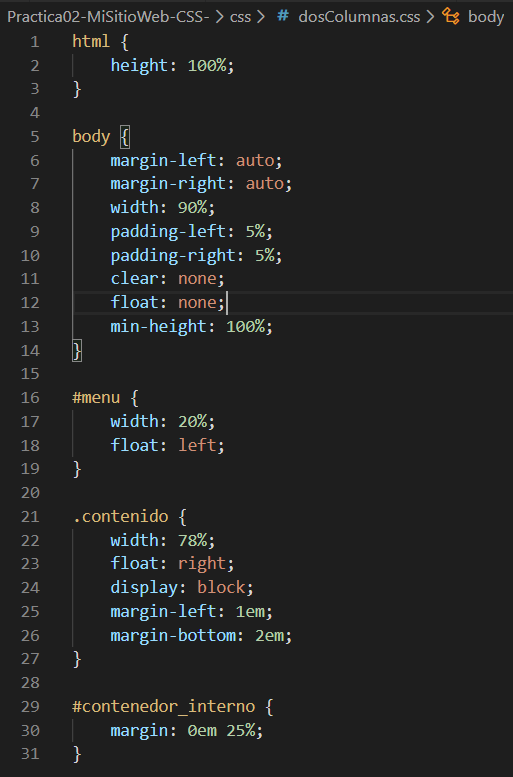 Practica02-MiSitioWeb-CSS- > css > # dosColumnas.css > body
1 html {
2     height: 100%;
3 }
4
5 body {
6     margin-left: auto;
7     margin-right: auto;
8     width: 90%;
9     padding-left: 5%;
10     padding-right: 5%;
11     clear: none;
12     float: none;
13     min-height: 100%;
14 }
15
16 #menu {
17     width: 20%;
18     float: left;
19 }
20
21 .contenido {
22     width: 78%;
23     float: right;
24     display: block;
25     margin-left: 1em;
26     margin-bottom: 2em;
27 }
28
29 #contenedor_interno {
30     margin: 0em 25%;
31 }